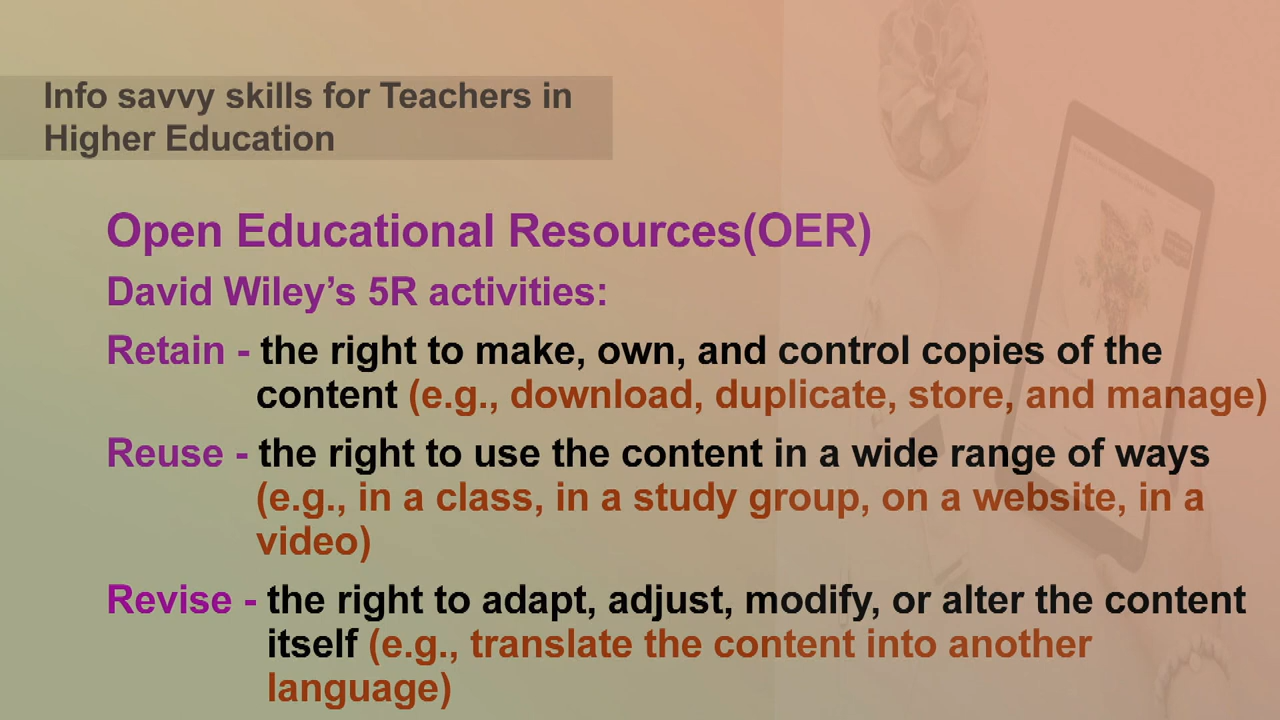 Info savvy skills for Teachers in
Higher Education
Open Educational Resources(OER)
David Wiley’s 5R activities:
Retain - the right to make, own, and control copies of the
content (e.g., download, duplicate, store, and manage)
Reuse - the right to use the content in a wide range of ways
(e.g., in a class, in a study group, on a website, in a
video)
Revise - the right to adapt, adjust, modify, or alter the content
itself (e.g., translate the content into another
language)